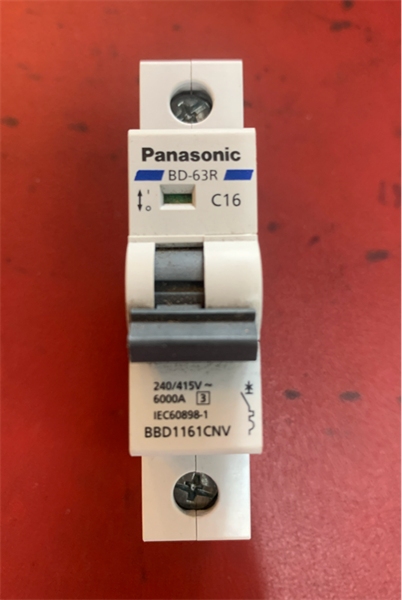 Panasonic
BD-63R
I
O
C16
240/415V ~
6000A 3
IEC60898-1
BBD1161CNV